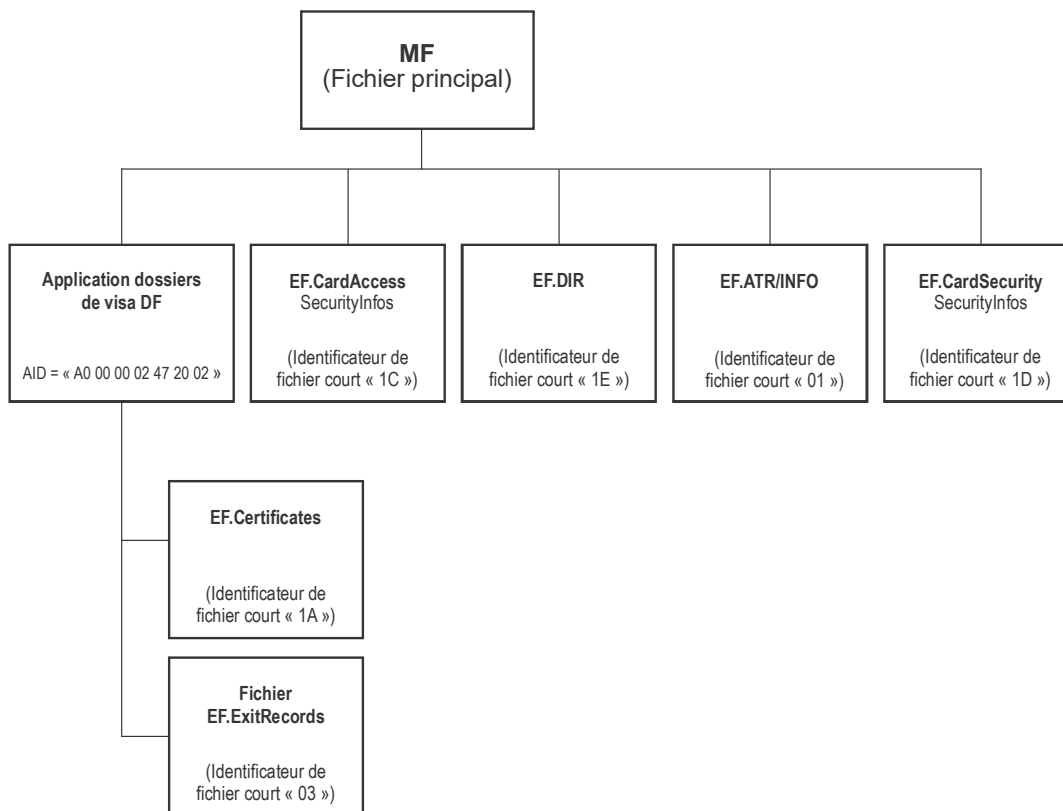 MF
(Fichier principal)
Application dossiers
de visa DF
AID = « A0 00 00 02 47 20 02 »
EF.CardAccess
SecurityInfos
(Identificateur de
fichier court « 1C »)
EF.DIR
(Identificateur de
fichier court « 1E »)
EF.ATR/INFO
(Identificateur de
fichier court « 01 »)
EF.CardSecurity
SecurityInfos
(Identificateur de
fichier court « 1D »)
EF.Certificates
(Identificateur de
fichier court « 1A »)
Fichier
EF.ExitRecords
(Identificateur de
fichier court « 03 »)